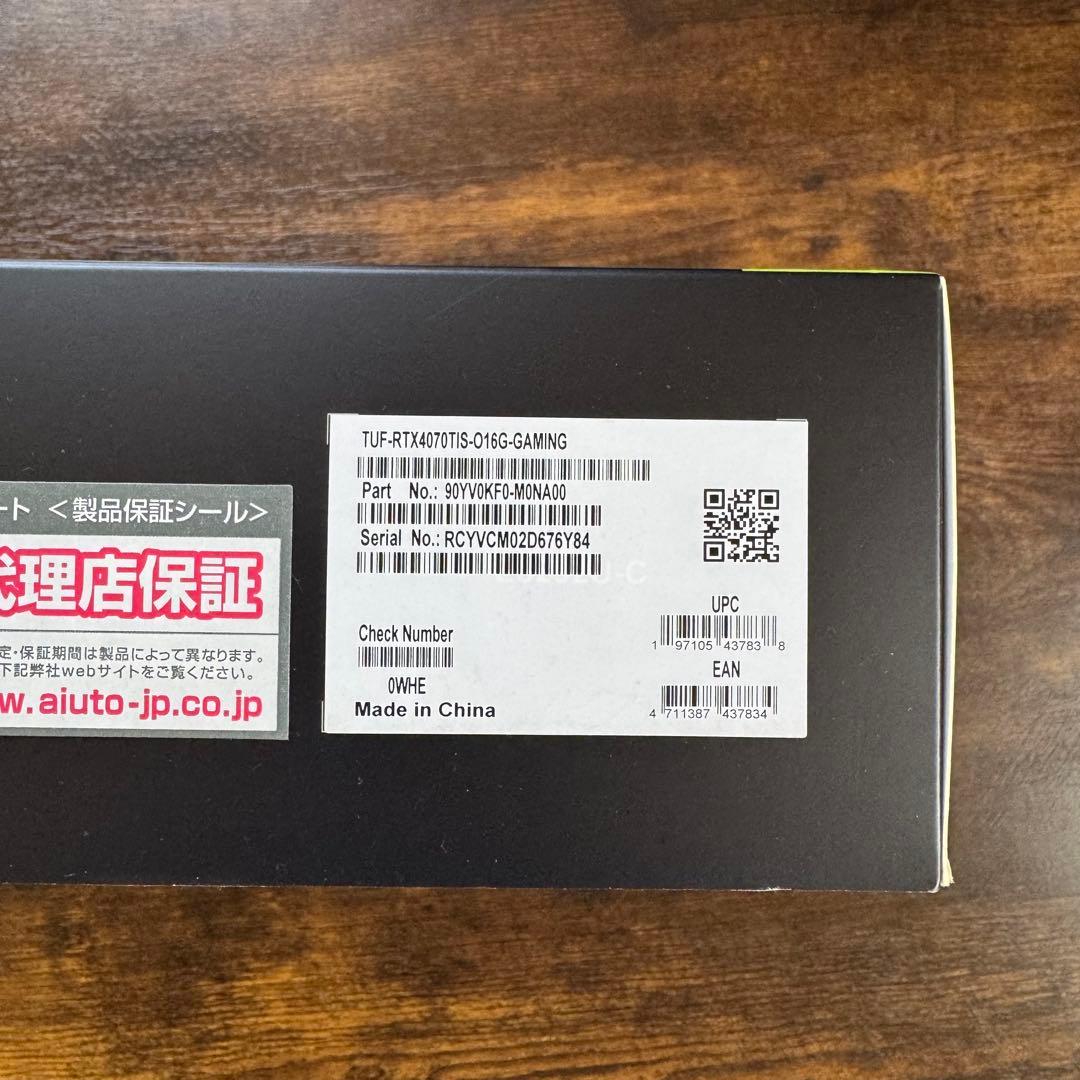 ート <製品保証シール>
代理店保証
定・保証期間は製品によって異なります。
下記弊社webサイトをご覧ください。
w.aiuto-jp.co.jp
TUF-RTX4070TIS-O16G-GAMING
Part No.: 90YV0KF0-M0NA00
Serial No.: RCYVCM02D676Y84
UPC
1 97105 43783 8
Check Number
0WHE
EAN
4 711387 437834
Made in China